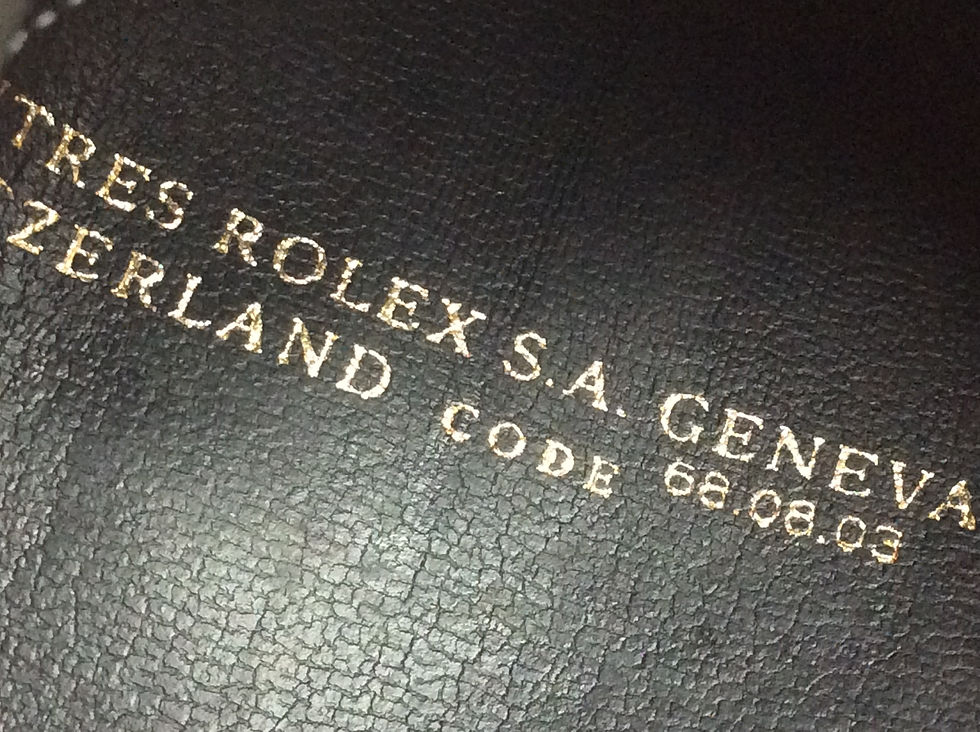 TRES ROLEX S.A. GENEVA
ZERLAND CODE 68.08.03